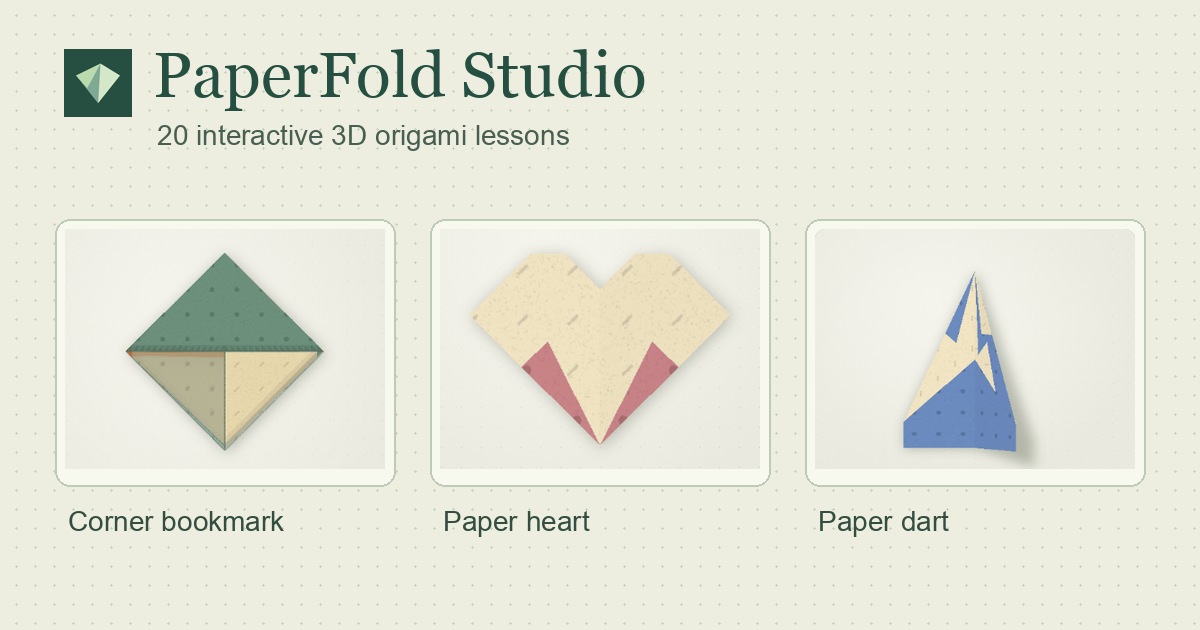 PaperFold Studio
20 interactive 3D origami lessons
Corner bookmark
Paper heart
Paper dart